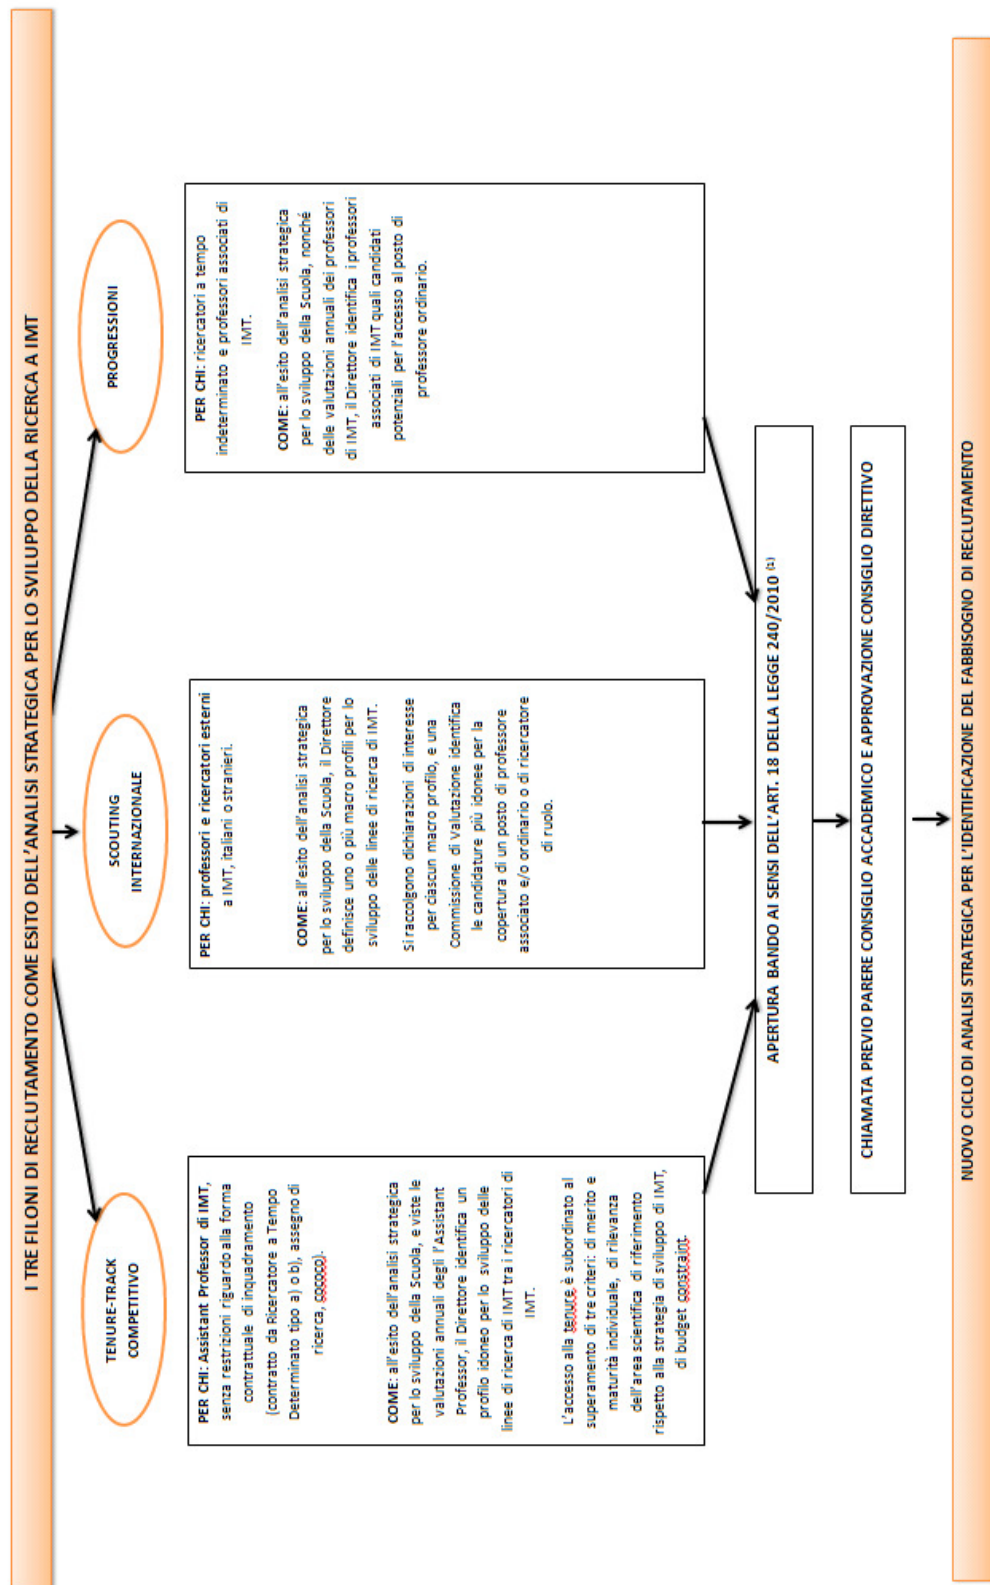 I TRE FILONI DI RECLUTAMENTO COME ESITO DELL'ANALISI STRATEGICA PER LO SVILUPPO DELLA RICERCA A IMT
TENURE-TRACK
COMPETITIVO
PER CHI: Assistant Professor di IMT,
senza restrizioni riguardo alla forma
contrattuale di inquadramento
(contratto da Ricercatore a Tempo
Determinato tipo a) o b), assegno di
ricerca, cococo).
COME: all'esito dell'analisi strategica
per lo sviluppo della Scuola, e viste le
valutazioni annuali degli l'Assistant
Professor, il Direttore identifica un
profilo idoneo per lo sviluppo delle
linee di ricerca di IMT tra i ricercatori di
IMT.
L'accesso alla tenure è subordinato al
superamento di tre criteri: di merito e
maturità individuale, di rilevanza
dell'area scientifica di riferimento
rispetto alla strategia di sviluppo di IMT,
di budget constraint.
SCOUTING
INTERNAZIONALE
PER CHI: professori e ricercatori esterni
a IMT, italiani o stranieri.
COME: all'esito dell'analisi strategica
per lo sviluppo della Scuola, il Direttore
definisce uno o più macro profili per lo
sviluppo delle linee di ricerca di IMT.
Si raccolgono dichiarazioni di interesse
per ciascun macro profilo, e una
Commissione di Valutazione identifica
le candidature più idonee per la
copertura di un posto di professore
associato e/o ordinario o di ricercatore
di ruolo.
PROGRESSIONI
PER CHI: ricercatori a tempo
indeterminato e professori associati di
IMT.
COME: all'esito dell'analisi strategica
per lo sviluppo della Scuola, nonché
delle valutazioni annuali dei professori
di IMT, il Direttore identifica i professori
associati di IMT quali candidati
potenziali per l'accesso al posto di
professore ordinario.
APERTURA BANDO AI SENSI DELL'ART. 18 DELLA LEGGE 240/2010 (1)
CHIAMATA PREVIO PARERE CONSIGLIO ACCADEMICO E APPROVAZIONE CONSIGLIO DIRETTIVO
NUOVO CICLO DI ANALISI STRATEGICA PER L'IDENTIFICAZIONE DEL FABBISOGNO DI RECLUTAMENTO